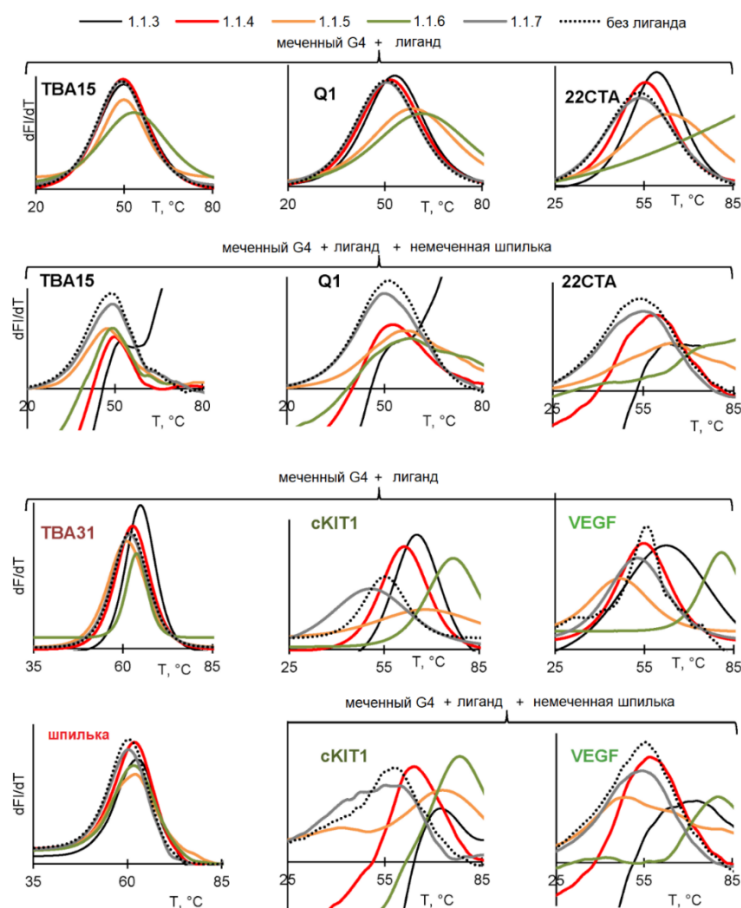 1.1.3 1.1.4 1.1.5 1.1.6 1.1.7 без лиганда
меченный G4 + лиганд
TBA15 Q1 22CTA
dFl/dT
20 50 80 20 50 80 25 55 85
T, °C T, °C T, °C
меченный G4 + лиганд + немеченная шпилька
TBA15 Q1 22CTA
dFl/dT
20 50 80 20 50 80 25 55 85
T, °C T, °C T, °C
меченный G4 + лиганд
TBA31 cKIT1 VEGF
dF/dT
35 60 85 25 55 85 25 55 85
T, °C T, °C T, °C
меченный G4 + лиганд + немеченная шпилька
шпилька cKIT1 VEGF
dFl/dT
35 60 85 25 55 85 25 55 85
T, °C T, °C T, °C